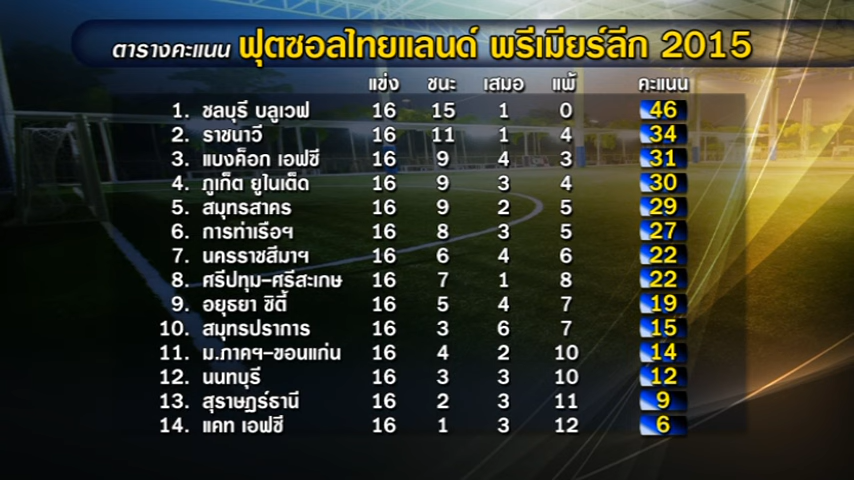 ตารางคะแนน ฟุตซอลไทยแลนด์ พรีเมียร์ลีก 2015
แข่ง ชนะ เสมอ แพ้ คะแนน
1. ชลบุรี บลูเวฟ 16 15 1 0 46
2. ราชนาวี 16 11 1 4 34
3. แบงค็อก เอฟซี 16 9 4 3 31
4. ภูเก็ต ยูไนเต็ด 16 9 3 4 30
5. สมุทรสาคร 16 9 2 5 29
6. การท่าเรือฯ 16 8 3 5 27
7. นครราชสีมาฯ 16 6 4 6 22
8. ศรีปทุม-ศรีสะเกษ 16 7 1 8 22
9. อยุธยา ซิตี้ 16 5 4 7 19
10. สมุทรปราการ 16 3 6 7 15
11. ม.ภาคฯ-ขอนแก่น 16 4 2 10 14
12. นนทบุรี 16 3 3 10 12
13. สุราษฎร์ธานี 16 2 3 11 9
14. แคท เอฟซี 16 1 3 12 6